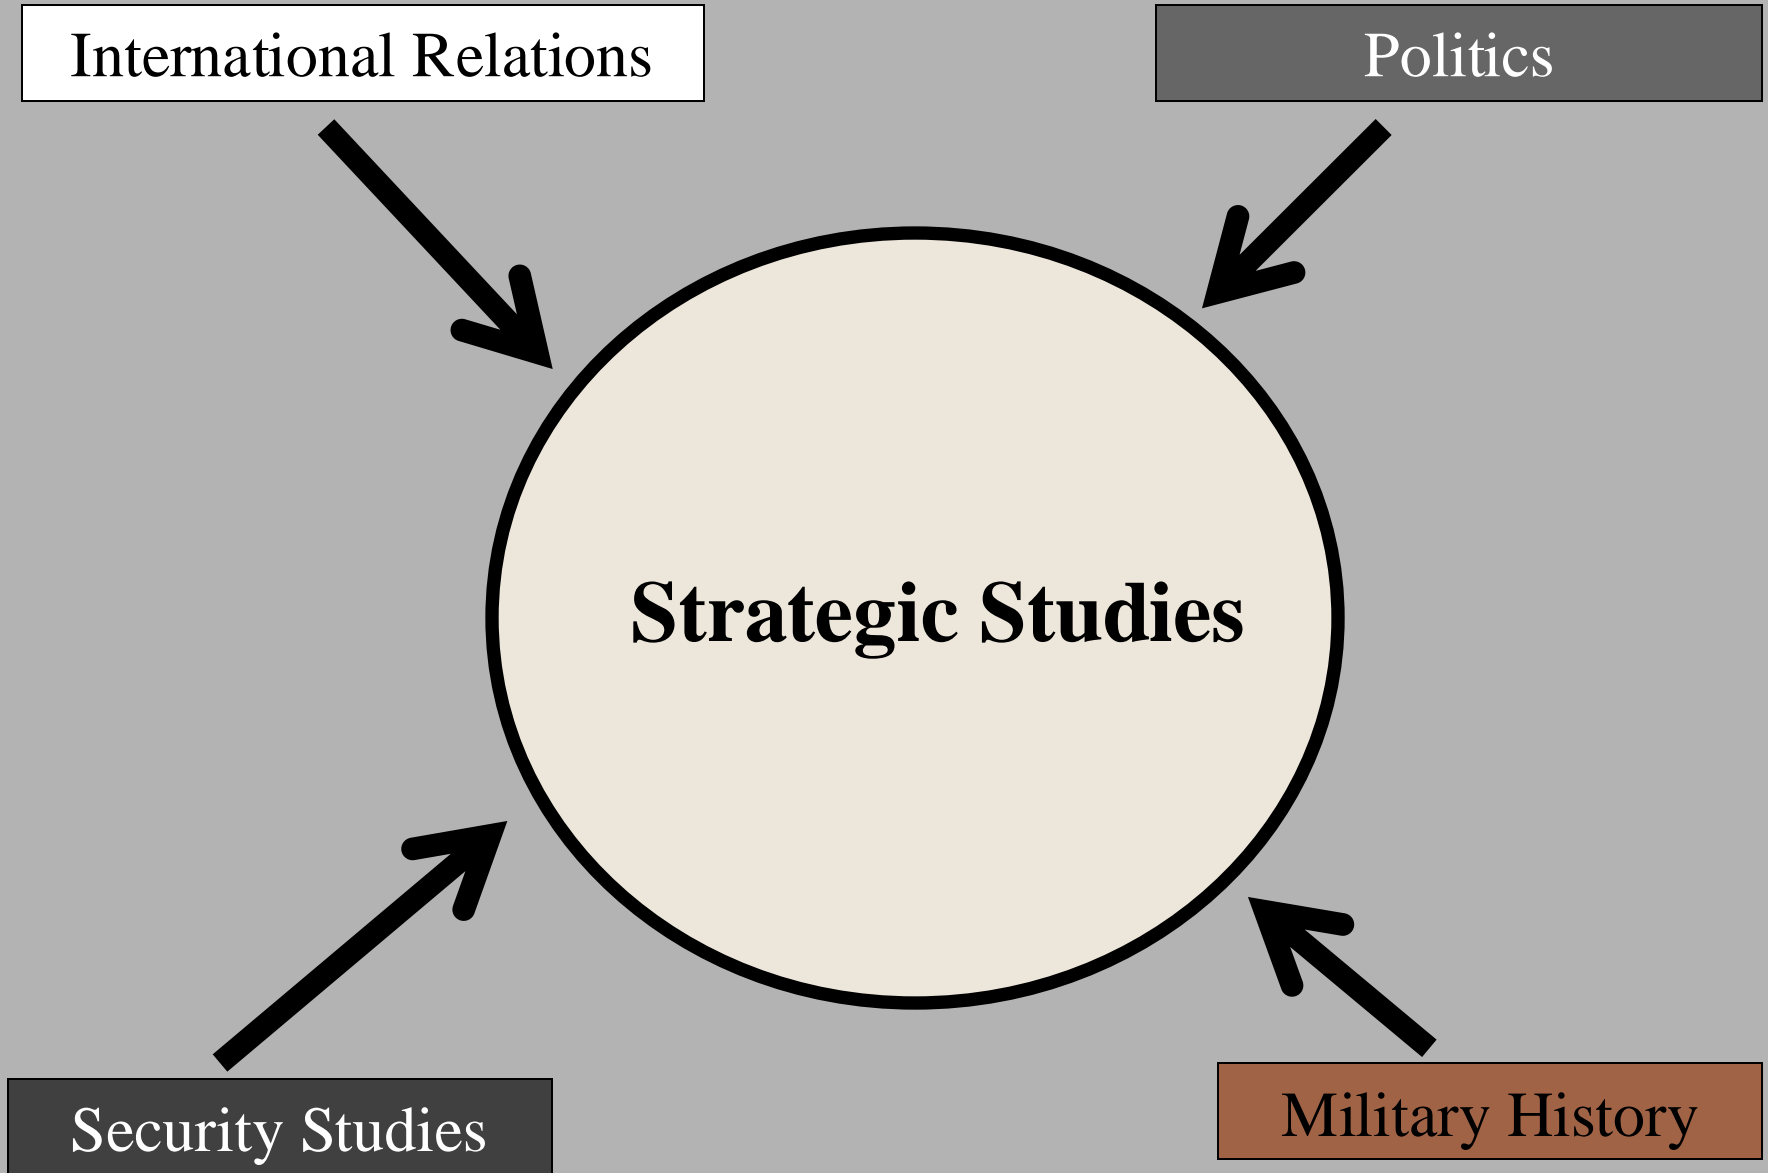 International Relations
Politics
Strategic Studies
Security Studies
Military History